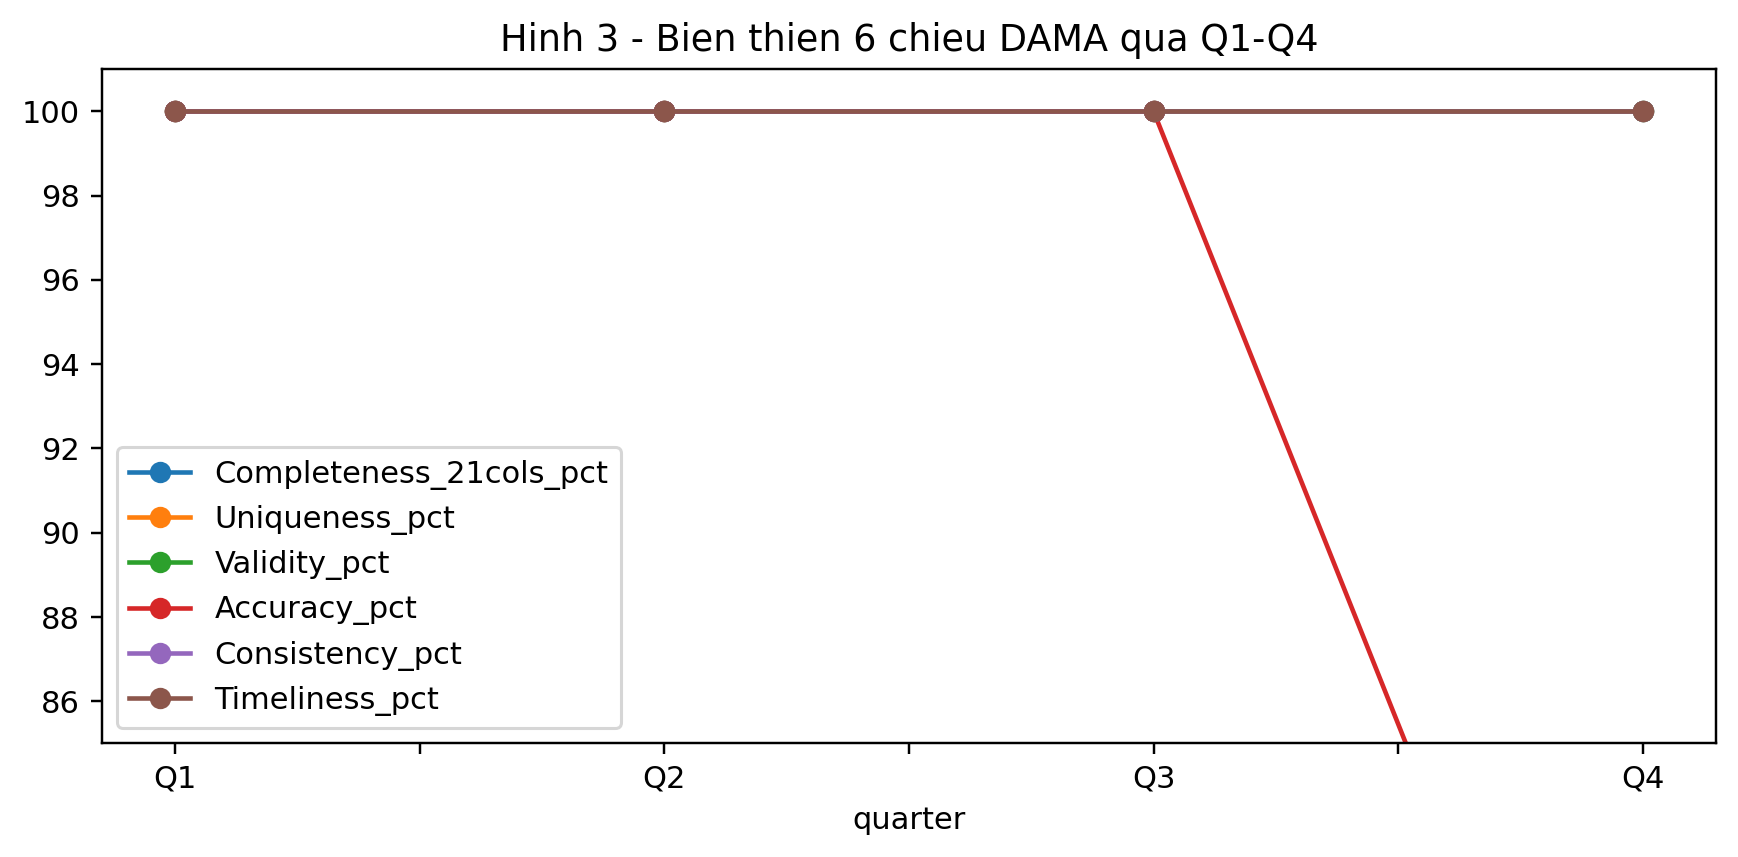 Hinh 3 - Bien thien 6 chieu DAMA qua Q1-Q4
100
98
96
94
92
90
88
86
Completeness_21cols_pct
Uniqueness_pct
Validity_pct
Accuracy_pct
Consistency_pct
Timeliness_pct
Q1 Q2 Q3 Q4
quarter